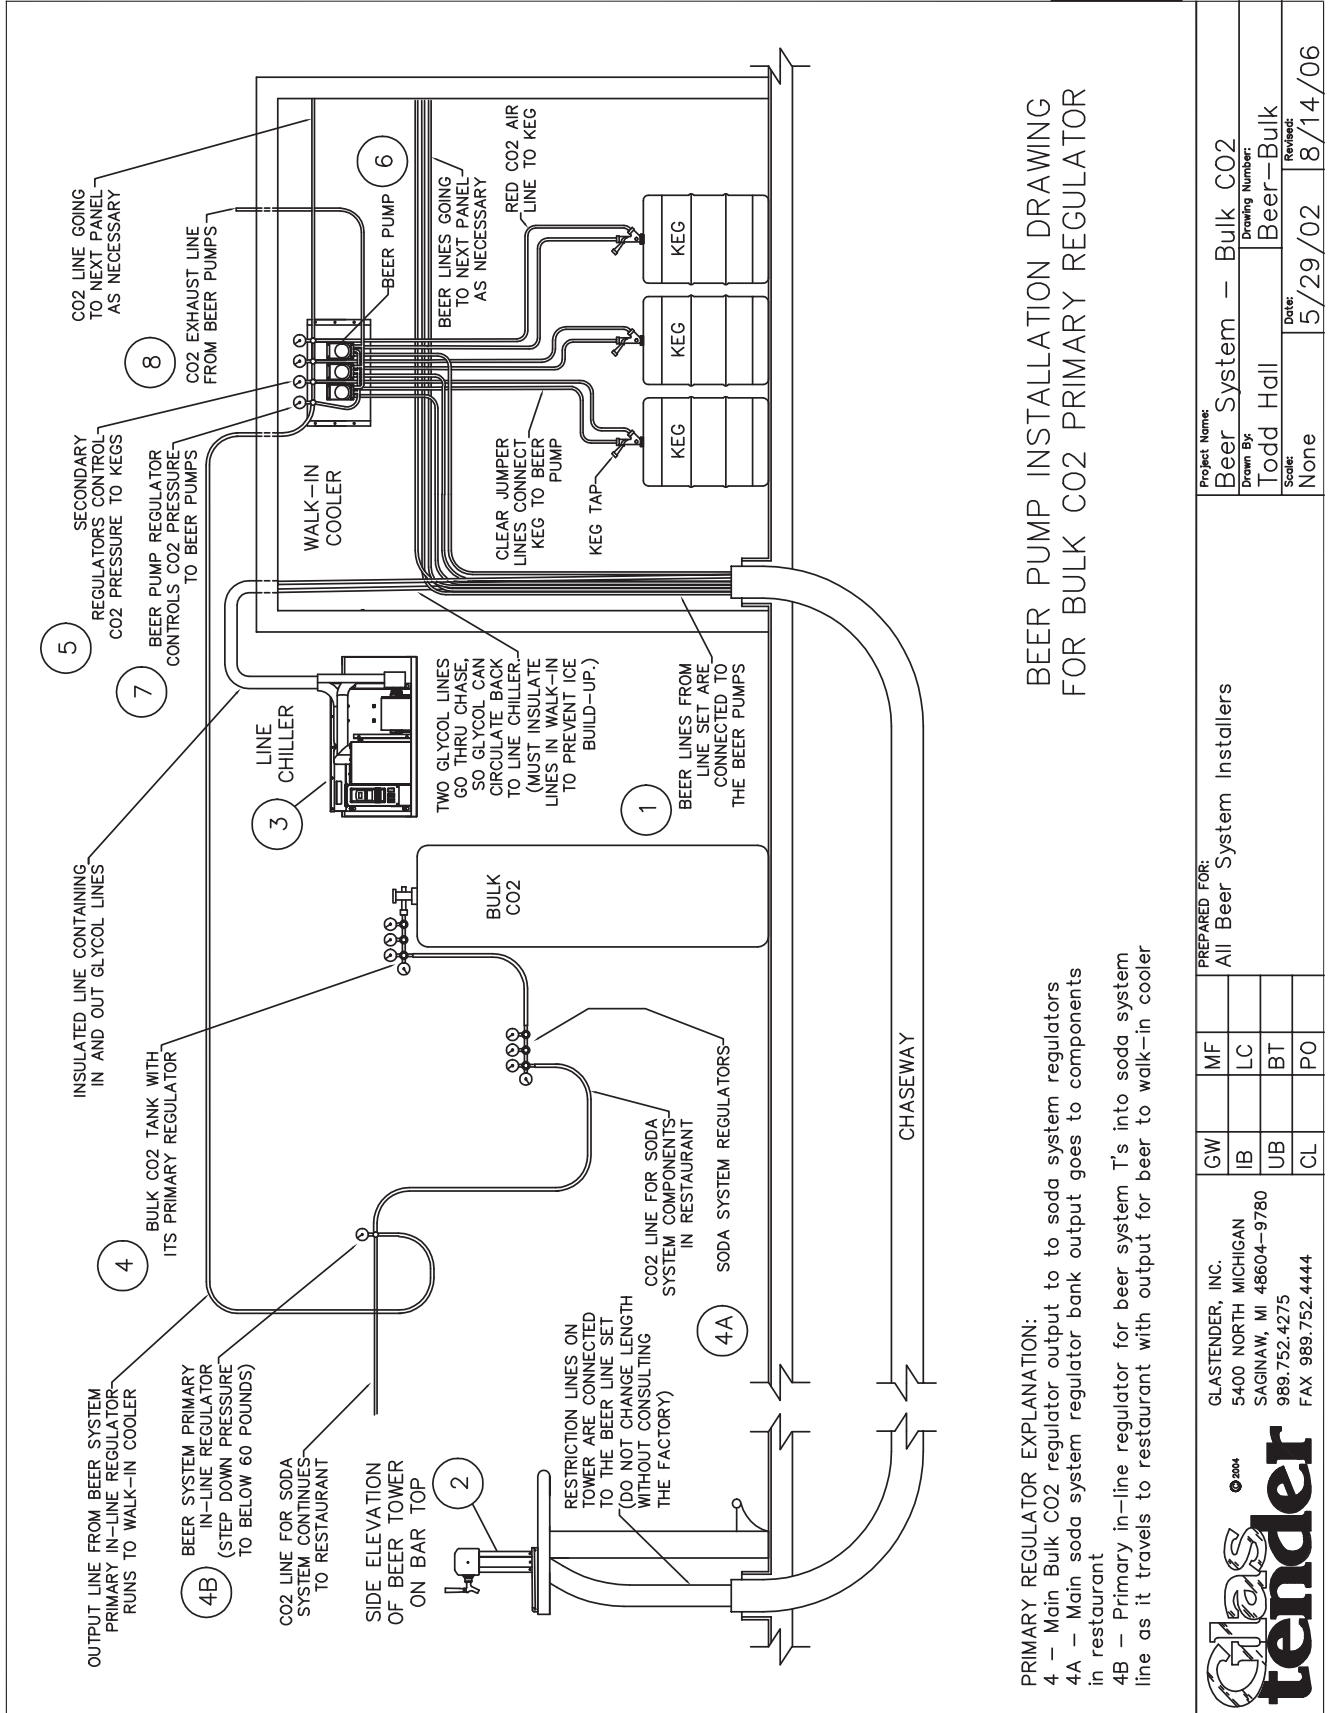 CO2 LINE GOING
TO NEXT PANEL
AS NECESSARY
8
CO2 EXHAUST LINE
FROM BEER PUMPS
6
BEER PUMP
BEER LINES GOING
TO NEXT PANEL
AS NECESSARY
RED CO2 AIR
LINE TO KEG
KEG
KEG
KEG
SECONDARY
REGULATORS CONTROL
CO2 PRESSURE TO KEGS
5
BEER PUMP REGULATOR
CONTROLS CO2 PRESSURE
TO BEER PUMPS
7
WALK-IN
COOLER
CLEAR JUMPER
LINES CONNECT
KEG TO BEER
PUMP
KEG TAP
INSULATED LINE CONTAINING
IN AND OUT GLYCOL LINES
LINE
CHILLER
3
TWO GLYCOL LINES
GO THRU CHASE,
SO GLYCOL CAN
CIRCULATE BACK
TO LINE CHILLER.
(MUST INSULATE
LINES IN WALK-IN
TO PREVENT ICE
BUILD-UP.)
1
BEER LINES FROM
LINE SET ARE
CONNECTED TO
THE BEER PUMPS
BULK
CO2
BULK CO2 TANK WITH
ITS PRIMARY REGULATOR
4
SODA SYSTEM REGULATORS
CO2 LINE FOR SODA
SYSTEM COMPONENTS
IN RESTAURANT
4A
CHASEWAY
OUTPUT LINE FROM BEER SYSTEM
PRIMARY IN-LINE REGULATOR
RUNS TO WALK-IN COOLER
BEER SYSTEM PRIMARY
IN-LINE REGULATOR
(STEP DOWN PRESSURE
TO BELOW 60 POUNDS)
4B
CO2 LINE FOR SODA
SYSTEM CONTINUES
TO RESTAURANT
SIDE ELEVATION
OF BEER TOWER
ON BAR TOP
2
RESTRICTION LINES ON
TOWER ARE CONNECTED
TO THE BEER LINE SET
(DO NOT CHANGE LENGTH
WITHOUT CONSULTING
THE FACTORY)
BEER PUMP INSTALLATION DRAWING
FOR BULK CO2 PRIMARY REGULATOR
PRIMARY REGULATOR EXPLANATION:
4 - Main Bulk CO2 regulator output to to soda system regulators
4A - Main soda system regulator bank output goes to components
in restaurant
4B - Primary in-line regulator for beer system T's into soda system
line as it travels to restaurant with output for beer to walk-in cooler
Glastender
© 2004
GLASTENDER, INC.
5400 NORTH MICHIGAN
SAGINAW, MI 48604-9780
989.752.4275
FAX 989.752.4444
GW MF
IB LC
UB BT
CL PO
PREPARED FOR:
All Beer System Installers
Project Name:
Beer System - Bulk CO2
Drawn By:
Todd Hall
Drawing Number:
Beer-Bulk
Scale:
None
Date:
5/29/02
Revised:
8/14/06